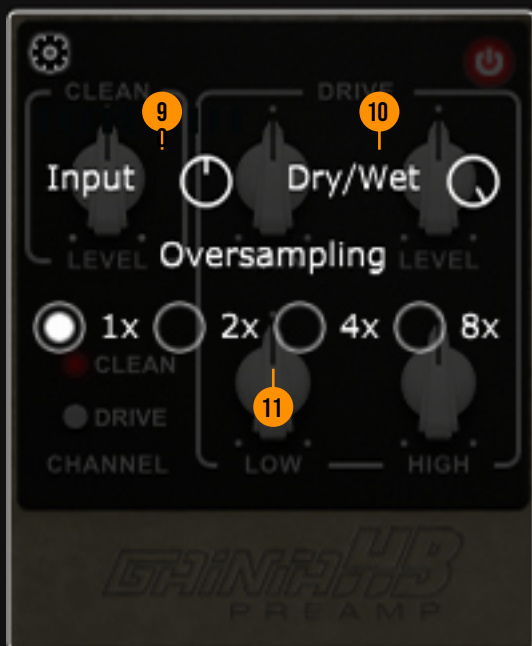 CLEAN DRIVE
9 10
Input Dry/Wet
LEVEL LEVEL
Oversampling
1x 2x 4x 8x
CLEAN
11
DRIVE
CHANNEL LOW HIGH
GAINIAHB
PREAMP